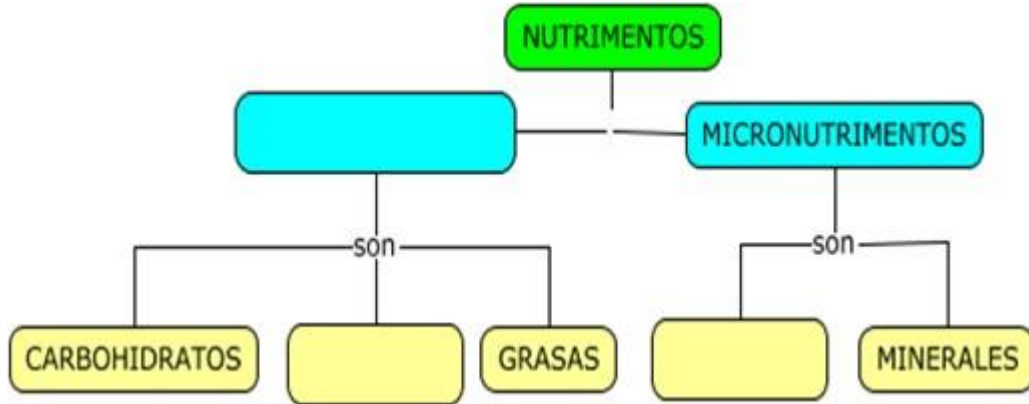 NUTRIMENTOS
MICRONUTRIMENTOS
son
son
CARBOHIDRATOS
GRASAS
MINERALES